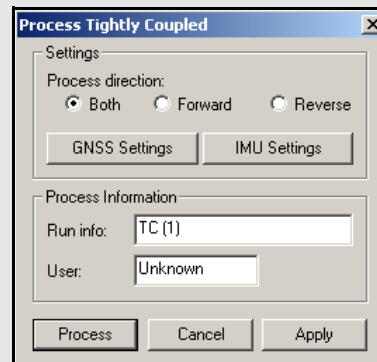 Process Tightly Coupled
Settings
Process direction:
Both Forward Reverse
GNSS Settings IMU Settings
Process Information
Run info: TC (1)
User: Unknown
Process Cancel Apply